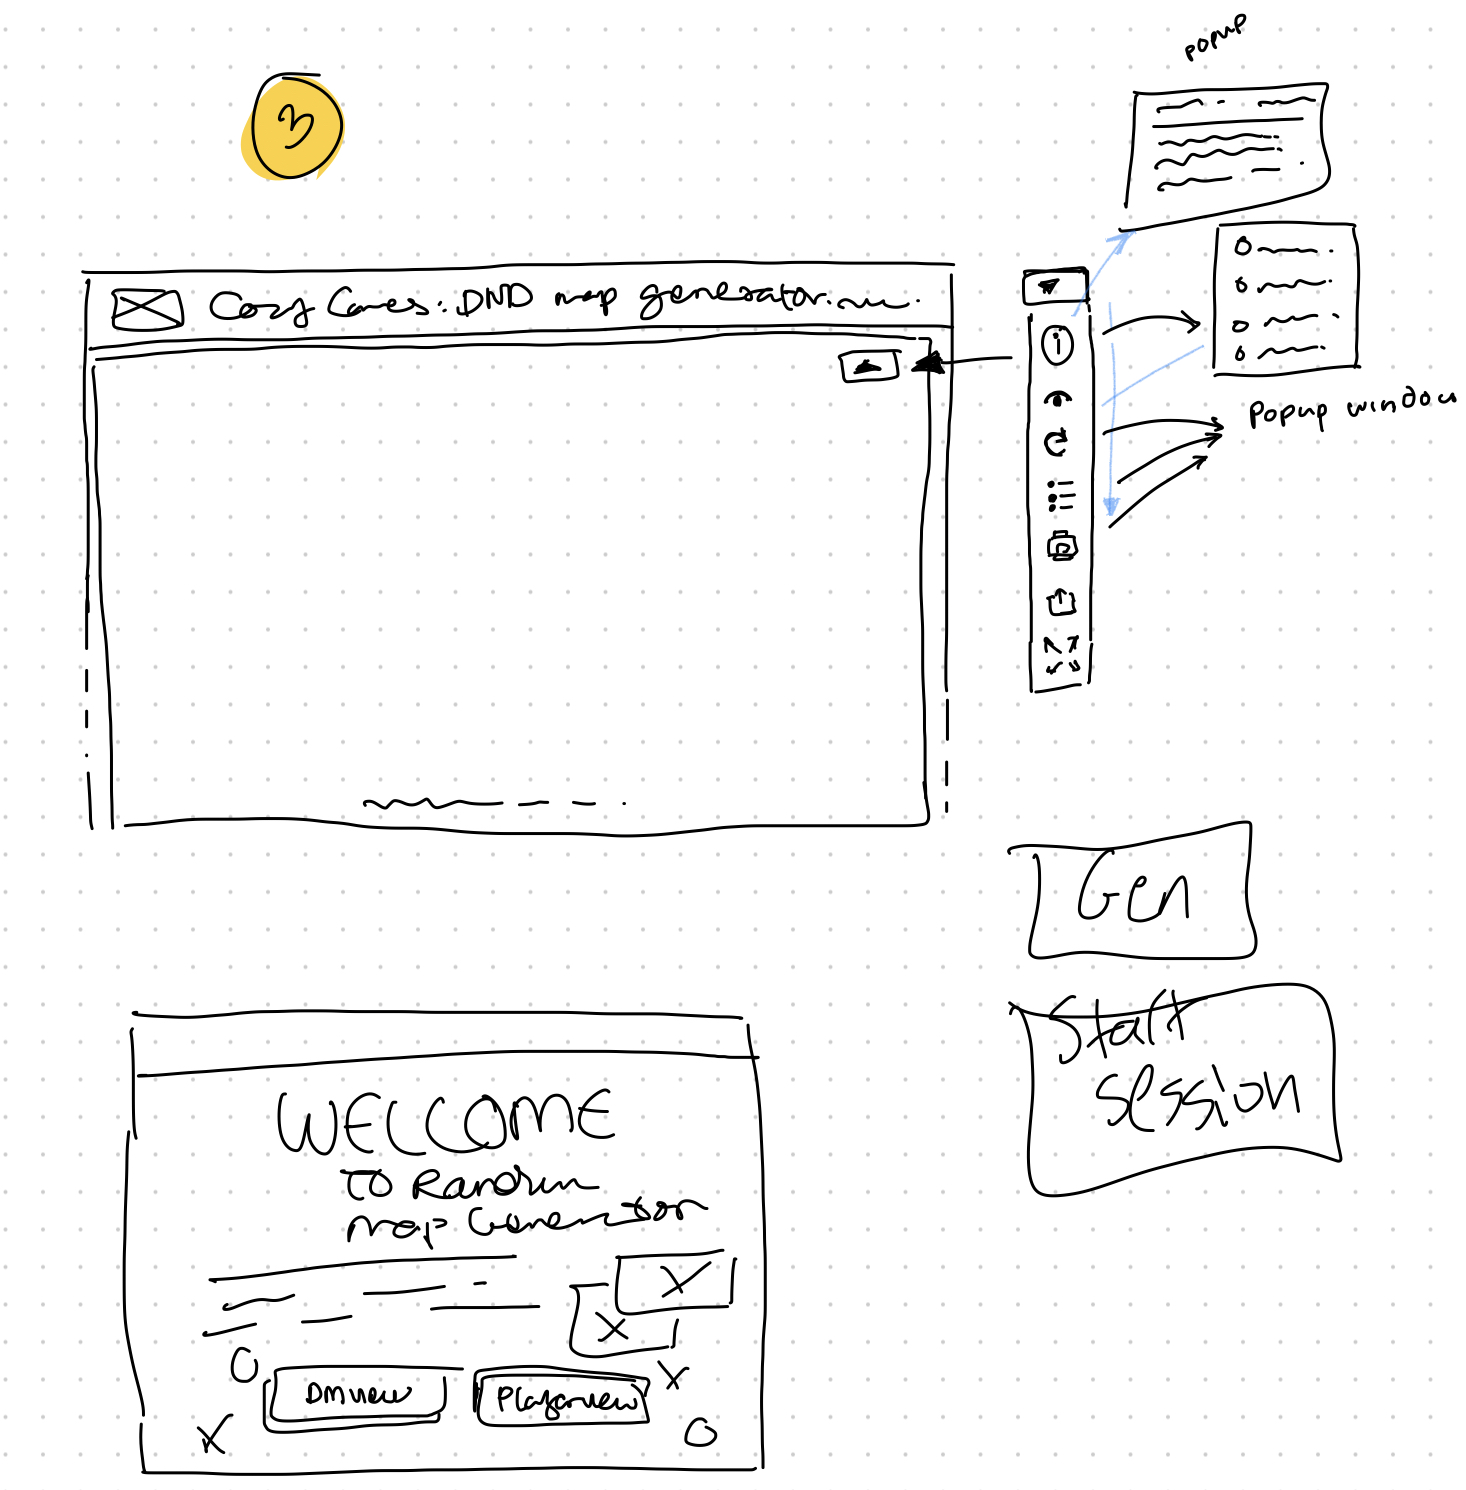 popup
3
Cozy Caves: DND map generator
i
Popup window
Gen
Start
session
WELCOME
to Random
map Generator
DM view
Player view